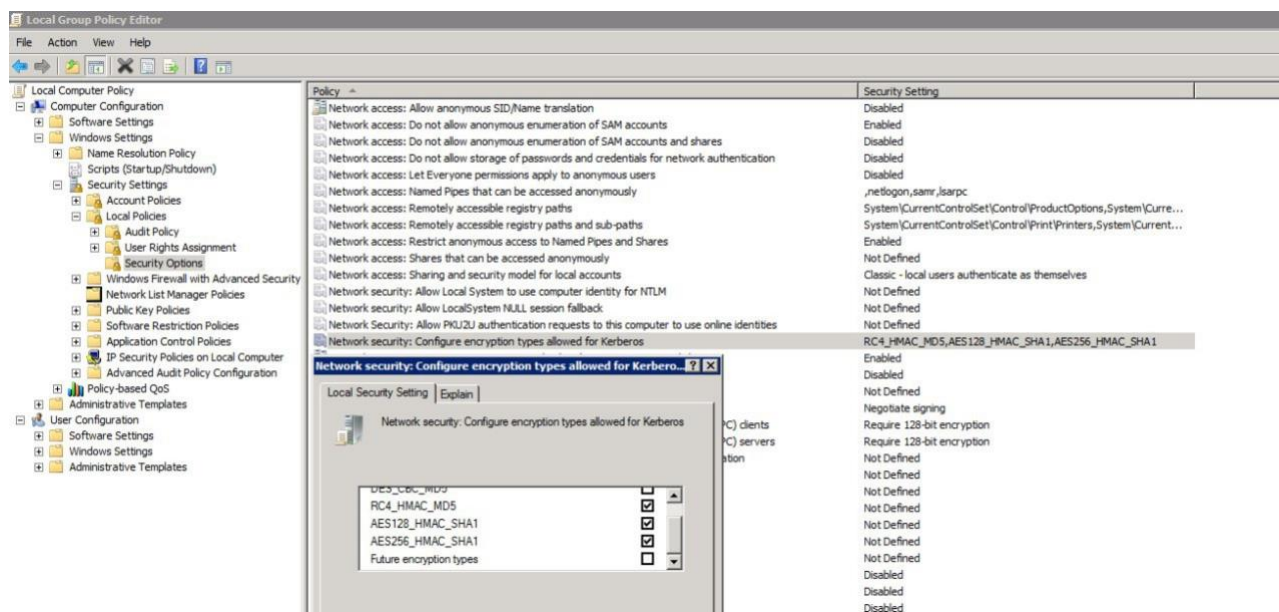 Local Group Policy Editor
File Action View Help
Local Computer Policy
Computer Configuration
Software Settings
Windows Settings
Name Resolution Policy
Scripts (Startup/Shutdown)
Security Settings
Account Policies
Local Policies
Audit Policy
User Rights Assignment
Security Options
Windows Firewall with Advanced Security
Network List Manager Policies
Public Key Policies
Software Restriction Policies
Application Control Policies
IP Security Policies on Local Computer
Advanced Audit Policy Configuration
Policy-based QoS
Administrative Templates
User Configuration
Software Settings
Windows Settings
Administrative Templates
Policy Security Setting
Network access: Allow anonymous SID/Name translation Disabled
Network access: Do not allow anonymous enumeration of SAM accounts Enabled
Network access: Do not allow anonymous enumeration of SAM accounts and shares Disabled
Network access: Do not allow storage of passwords and credentials for network authentication Disabled
Network access: Let Everyone permissions apply to anonymous users Disabled
Network access: Named Pipes that can be accessed anonymously ,netlogon,samr,lsarpc
Network access: Remotely accessible registry paths System\CurrentControlSet\Control\ProductOptions,System\Curre...
Network access: Remotely accessible registry paths and sub-paths System\CurrentControlSet\Control\Print\Printers,System\Current...
Network access: Restrict anonymous access to Named Pipes and Shares Enabled
Network access: Shares that can be accessed anonymously Not Defined
Network access: Sharing and security model for local accounts Classic - local users authenticate as themselves
Network security: Allow Local System to use computer identity for NTLM Not Defined
Network security: Allow LocalSystem NULL session fallback Not Defined
Network Security: Allow PKU2U authentication requests to this computer to use online identities Not Defined
Network security: Configure encryption types allowed for Kerberos RC4_HMAC_MD5,AES128_HMAC_SHA1,AES256_HMAC_SHA1
Enabled
Disabled
Not Defined
Negotiate signing
PC) clients Require 128-bit encryption
PC) servers Require 128-bit encryption
ation Not Defined
Not Defined
Not Defined
Not Defined
Not Defined
Not Defined
Not Defined
Disabled
Disabled
Disabled
Network security: Configure encryption types allowed for Kerbero... ? X
Local Security Setting Explain
Network security: Configure encryption types allowed for Kerberos
DES_CBC_MD5
RC4_HMAC_MD5
AES128_HMAC_SHA1
AES256_HMAC_SHA1
Future encryption types